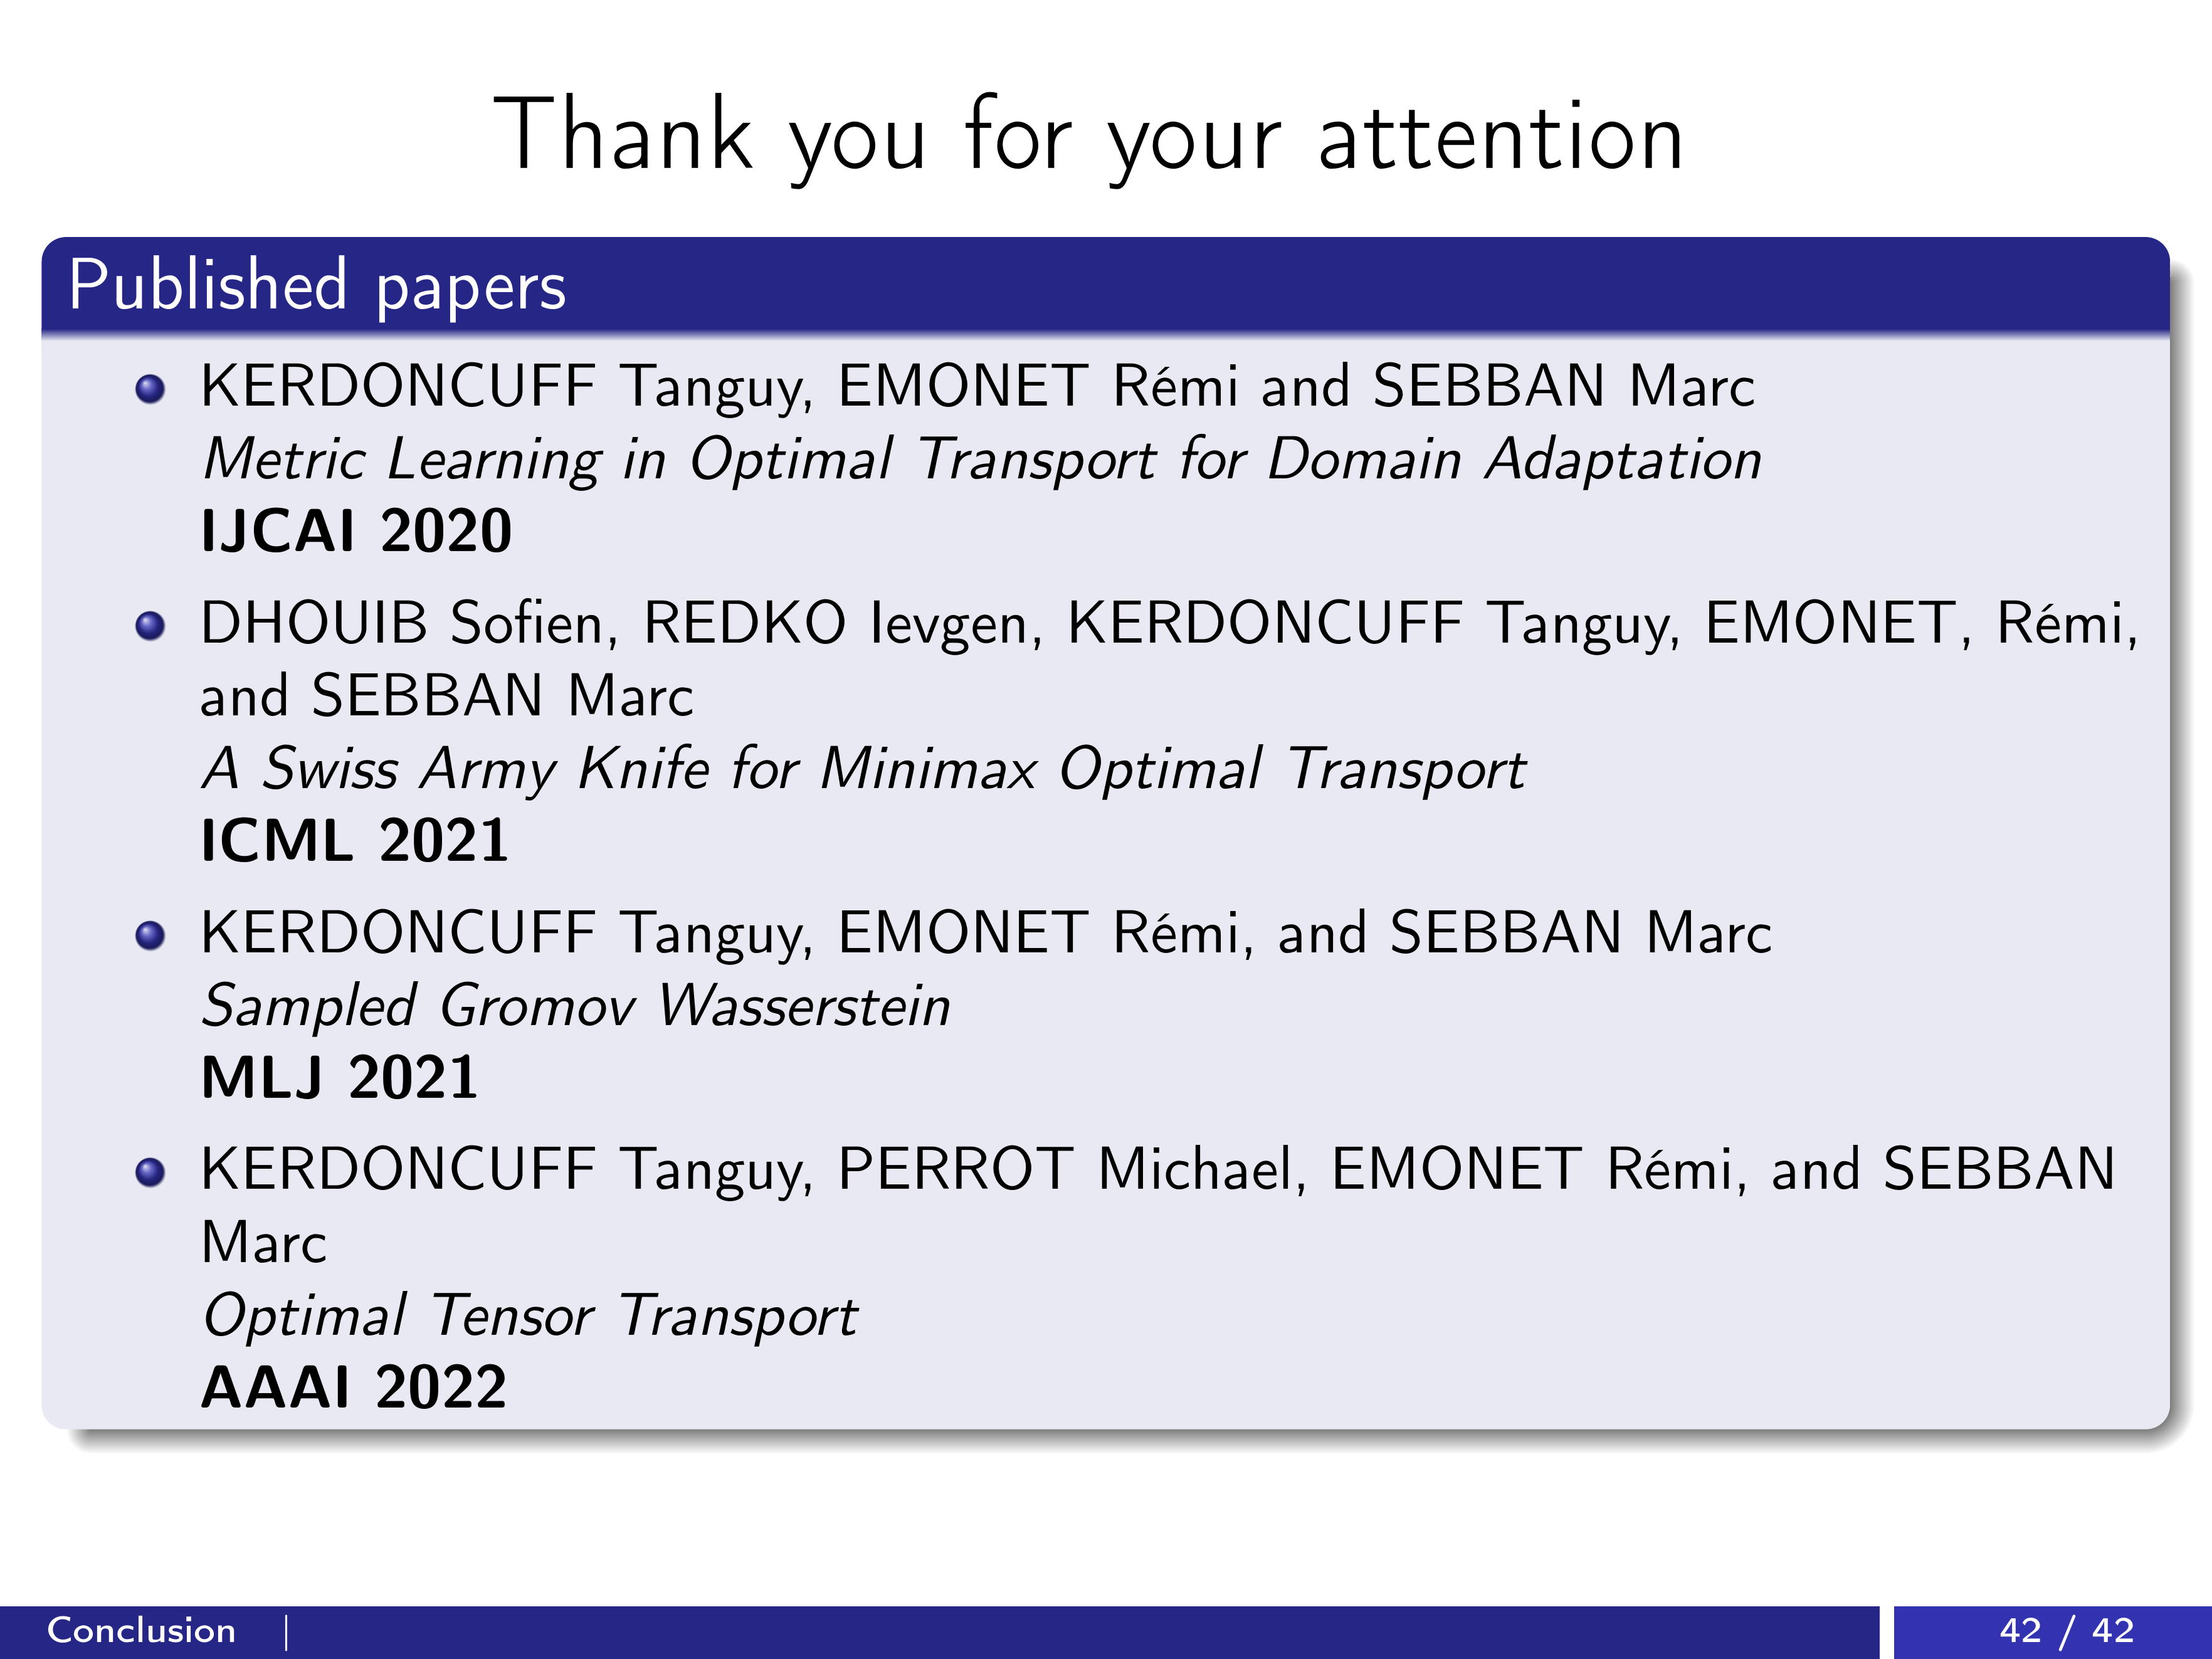 Thank you for your attention
Published papers
KERDONCUFF Tanguy, EMONET Rémi and SEBBAN Marc
Metric Learning in Optimal Transport for Domain Adaptation
IJCAI 2020
DHOUIB Sofien, REDKO Ievgen, KERDONCUFF Tanguy, EMONET, Rémi,
and SEBBAN Marc
A Swiss Army Knife for Minimax Optimal Transport
ICML 2021
KERDONCUFF Tanguy, EMONET Rémi, and SEBBAN Marc
Sampled Gromov Wasserstein
MLJ 2021
KERDONCUFF Tanguy, PERROT Michael, EMONET Rémi, and SEBBAN
Marc
Optimal Tensor Transport
AAAI 2022
Conclusion |
42 / 42